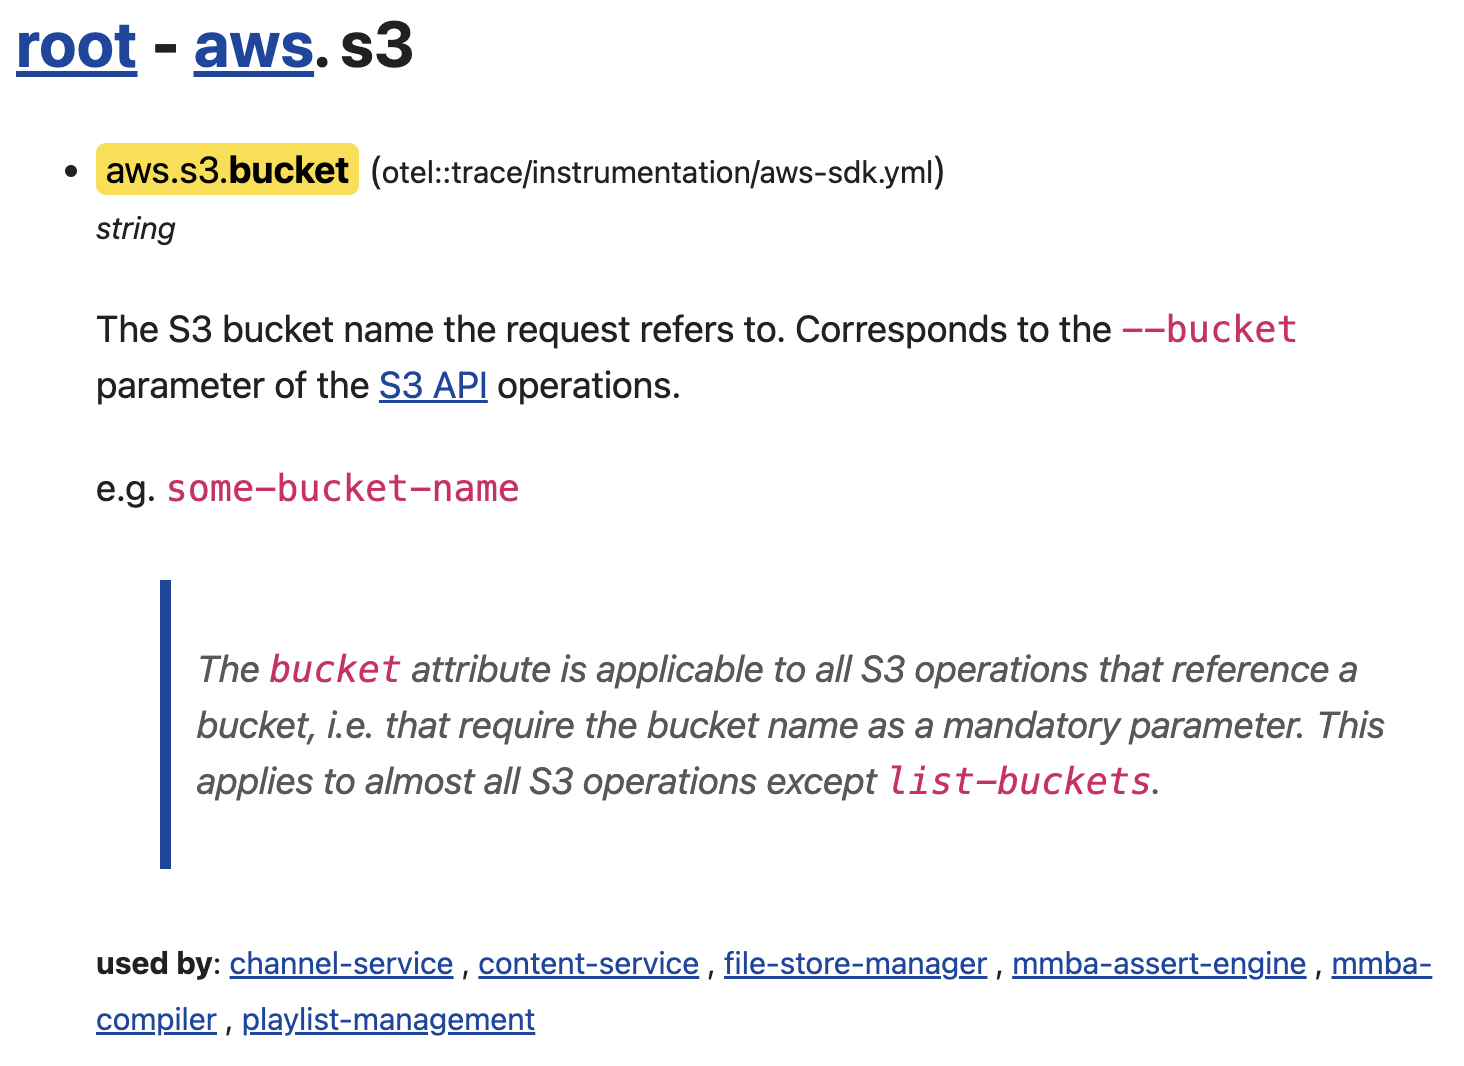 root - aws. s3
• aws.s3.bucket (otel::trace/instrumentation/aws-sdk.yml)
string
The S3 bucket name the request refers to. Corresponds to the --bucket
parameter of the S3 API operations.
e.g. some-bucket-name
The bucket attribute is applicable to all S3 operations that reference a
bucket, i.e. that require the bucket name as a mandatory parameter. This
applies to almost all S3 operations except list-buckets.
used by: channel-service , content-service , file-store-manager , mmba-assert-engine , mmba-
compiler , playlist-management